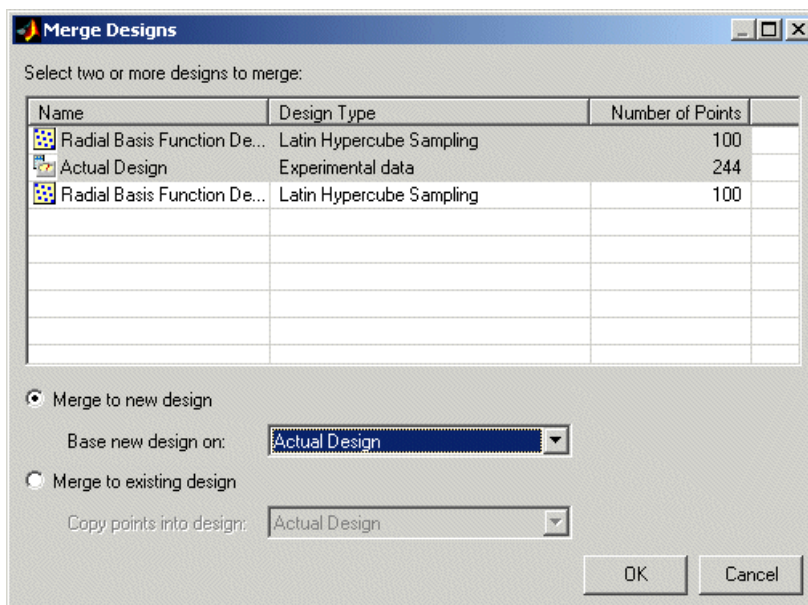 Merge Designs
Select two or more designs to merge:
Name Design Type Number of Points
Radial Basis Function De... Latin Hypercube Sampling 100
Actual Design Experimental data 244
Radial Basis Function De... Latin Hypercube Sampling 100
Merge to new design
Base new design on: Actual Design
Merge to existing design
Copy points into design: Actual Design
OK Cancel